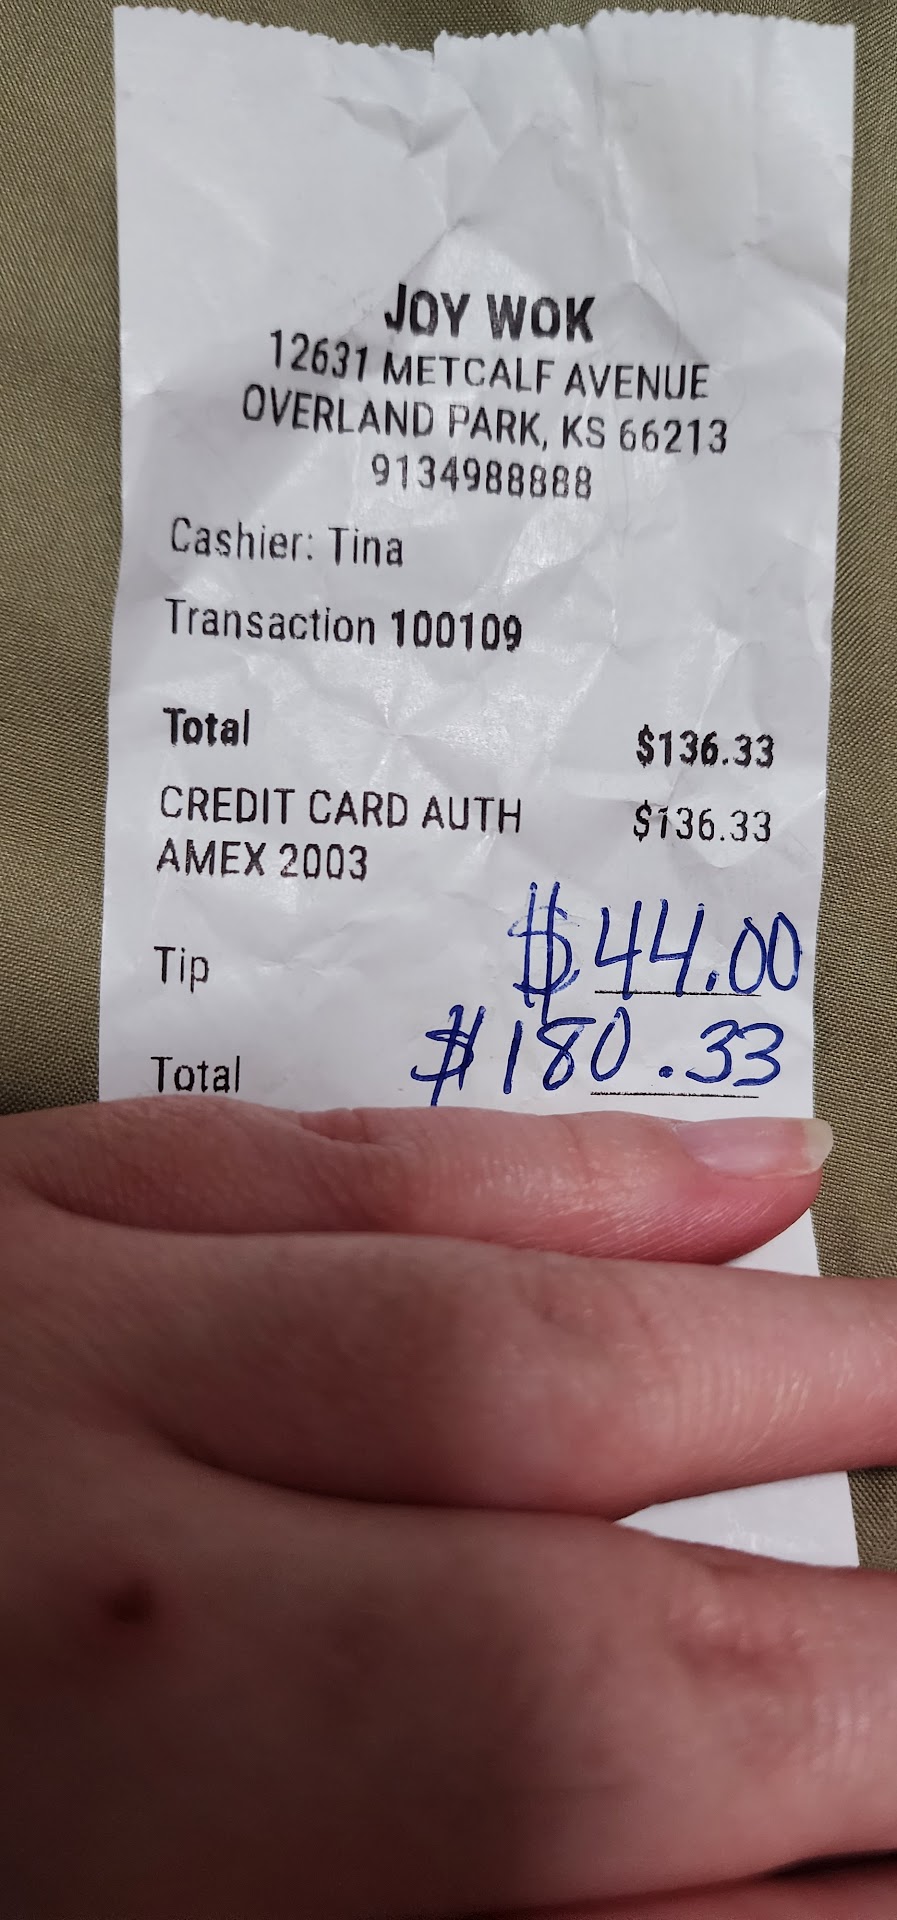 JOY WOK
12631 METCALF AVENUE
OVERLAND PARK, KS 66213
9134988888
Cashier: Tina
Transaction 100109
Total $136.33
CREDIT CARD AUTH $136.33
AMEX 2003
Tip $44.00
Total $180.33